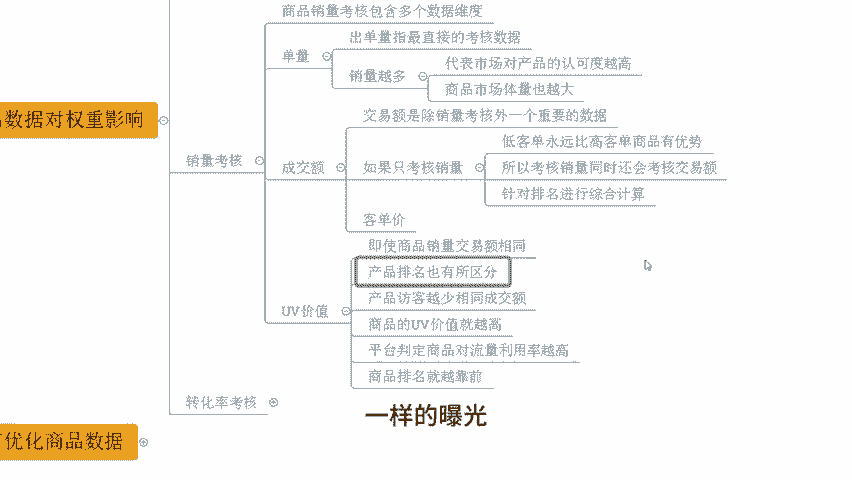 商品销量考核包含多个数据维度
单量
出单量指最直接的考核数据
销量越多
代表市场对产品的认可度越高
商品市场体量也越大
数据对权重影响
销量考核
成交额
交易额是除销量考核外一个重要的数据
如果只考核销量
低客单永远比高客单商品有优势
所以考核销量同时还会考核交易额
针对排名进行综合计算
客单价
UV价值
即使商品销量交易额相同
产品排名也有所区分
产品访客越少相同成交额
商品的UV价值就越高
平台判定商品对流量利用率越高
商品排名就越靠前
转化率考核
一样的曝光
优化商品数据